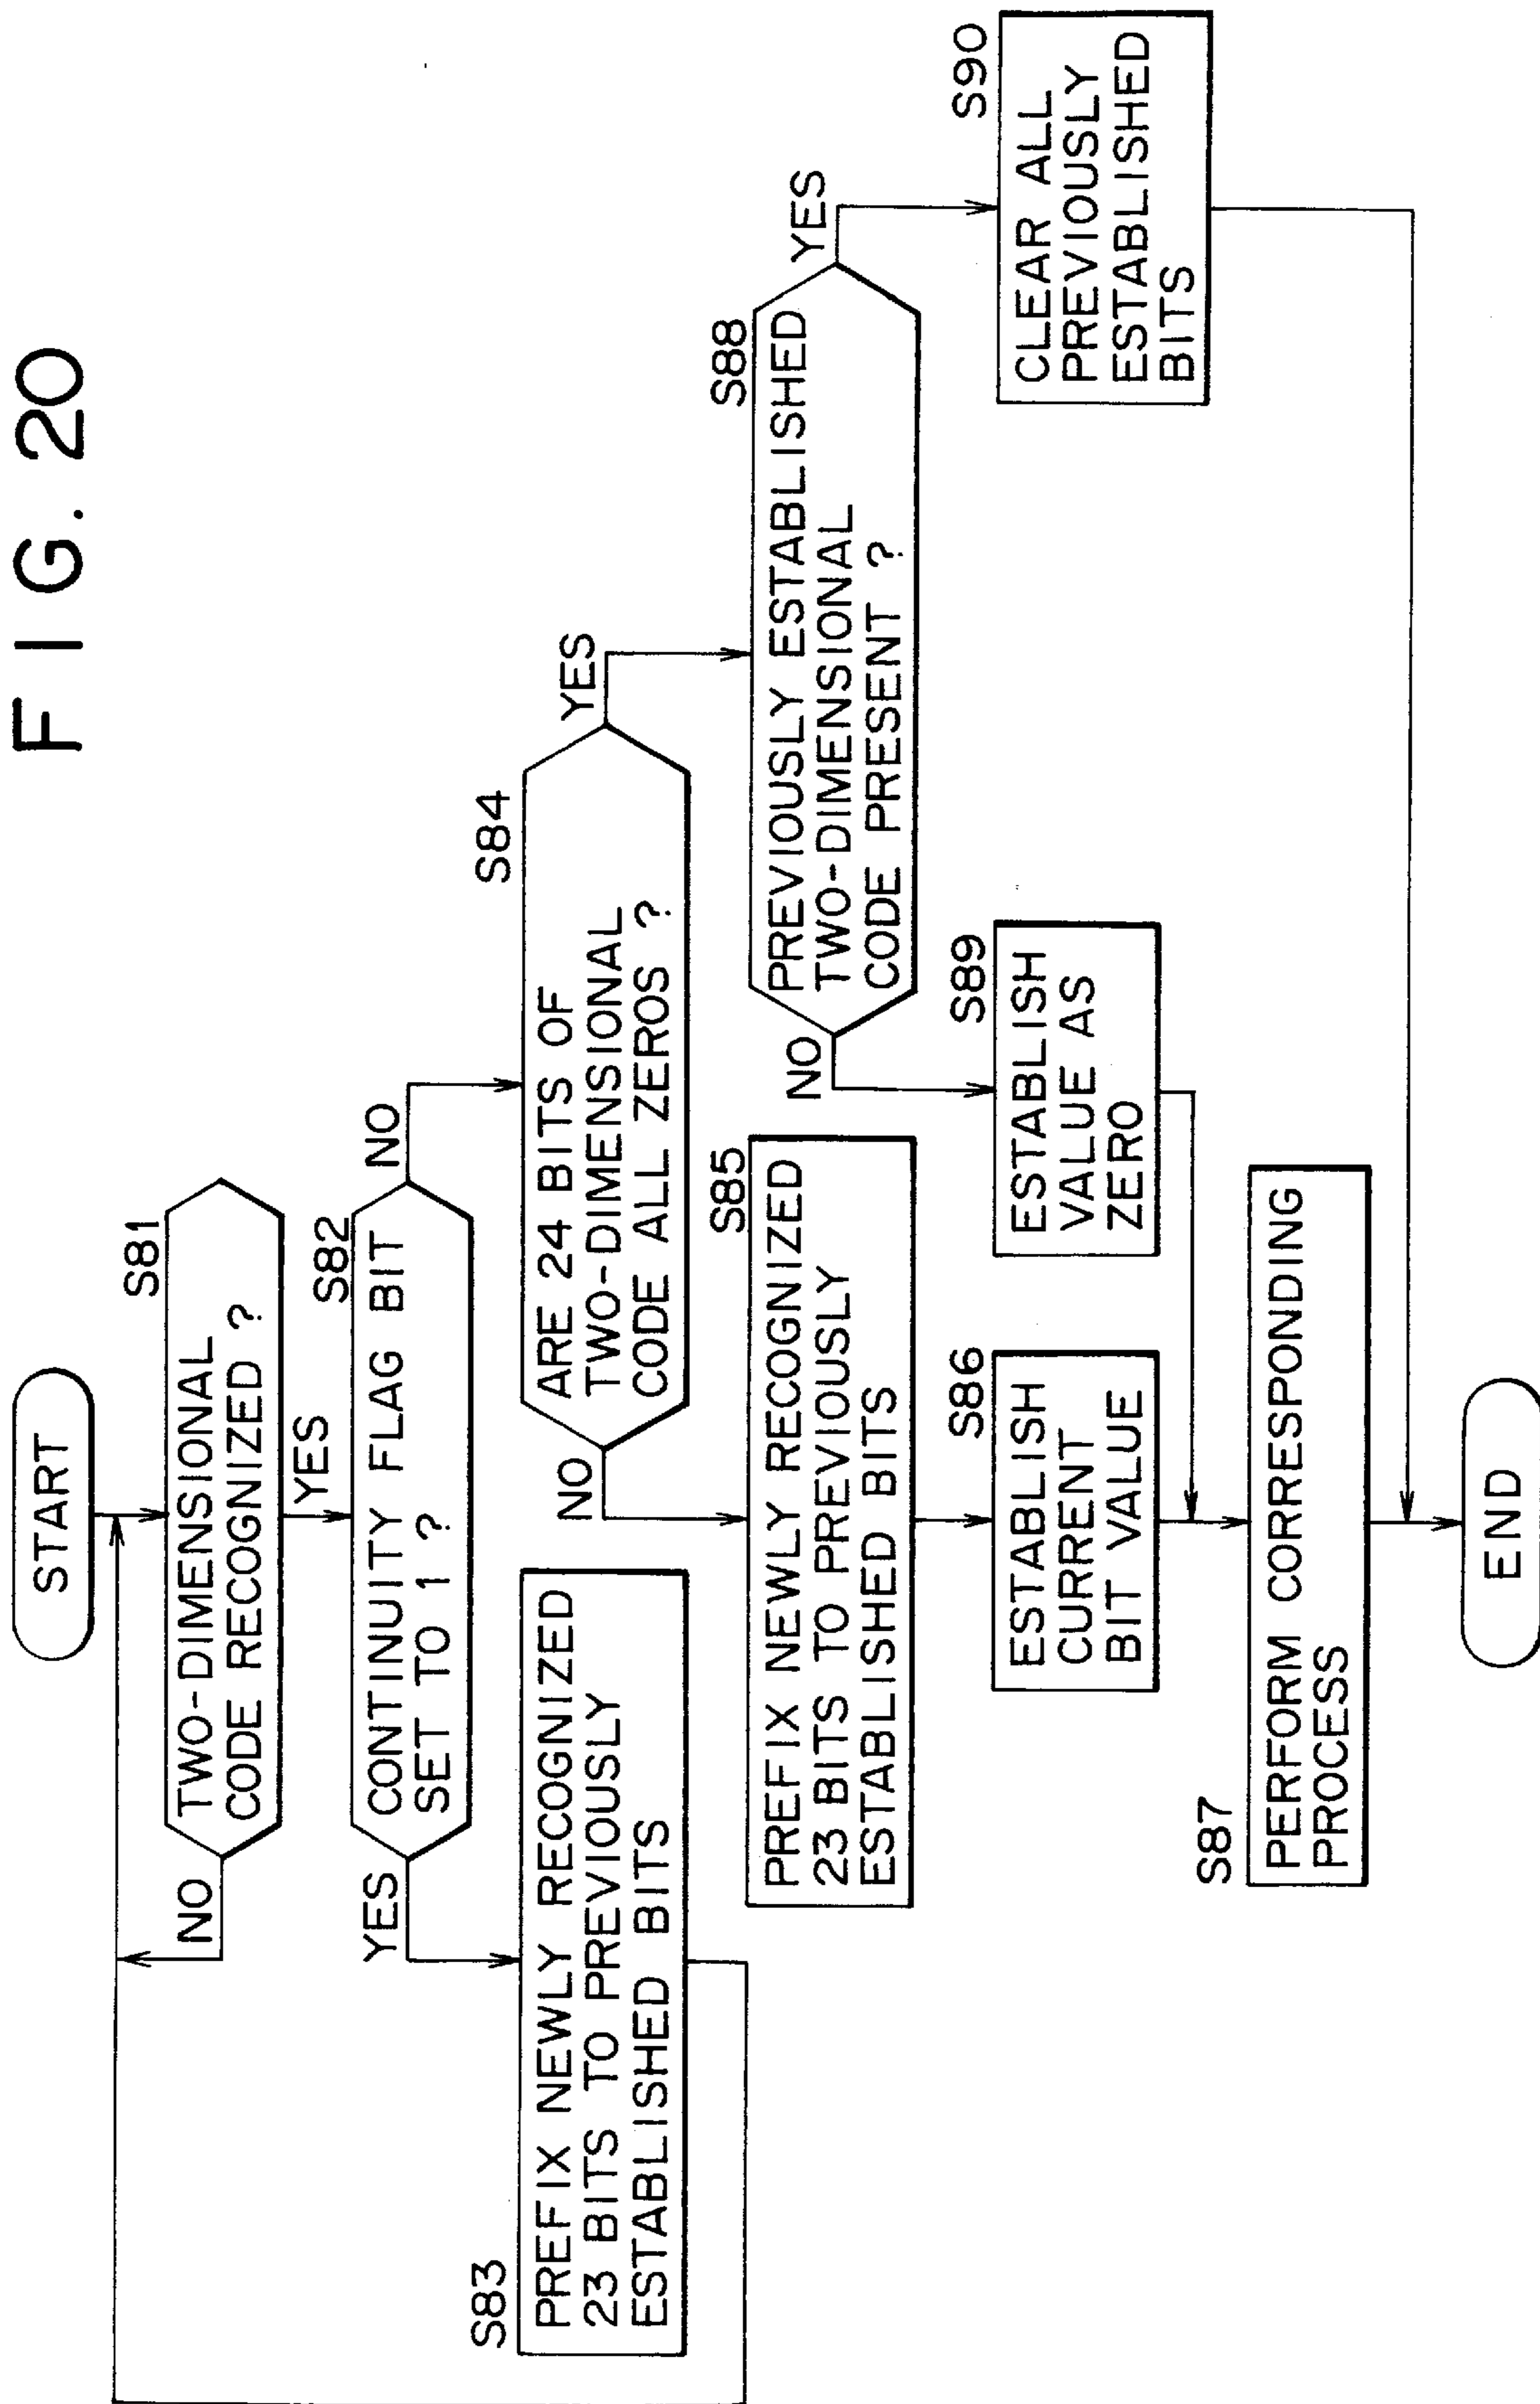 F I G. 20
START
S81
TWO-DIMENSIONAL
CODE RECOGNIZED ?
NO
YES
S82
CONTINUITY FLAG BIT
SET TO 1 ?
YES
NO
S83
PREFIX NEWLY RECOGNIZED
23 BITS TO PREVIOUSLY
ESTABLISHED BITS
S84
ARE 24 BITS OF
TWO-DIMENSIONAL
CODE ALL ZEROS ?
NO
YES
S85
PREFIX NEWLY RECOGNIZED
23 BITS TO PREVIOUSLY
ESTABLISHED BITS
S88
PREVIOUSLY ESTABLISHED
TWO-DIMENSIONAL
CODE PRESENT ?
NO
YES
S86
ESTABLISH
CURRENT
BIT VALUE
S89
ESTABLISH
VALUE AS
ZERO
S90
CLEAR ALL
PREVIOUSLY
ESTABLISHED
BITS
S87
PERFORM CORRESPONDING
PROCESS
END